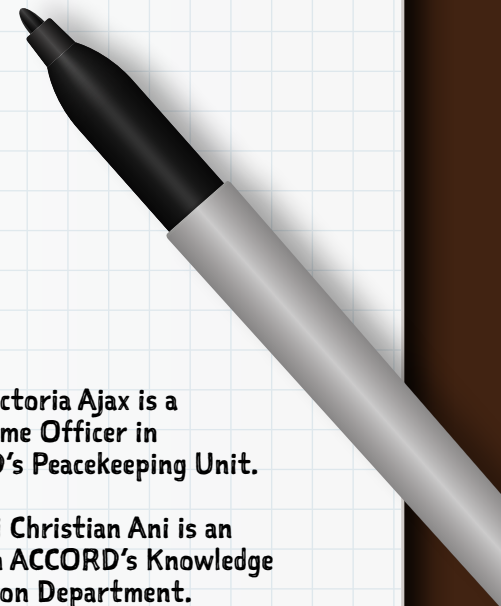 ctoria Ajax is a
me Officer in
's Peacekeeping Unit.
Christian Ani is an
ACCORD's Knowledge
on Department.